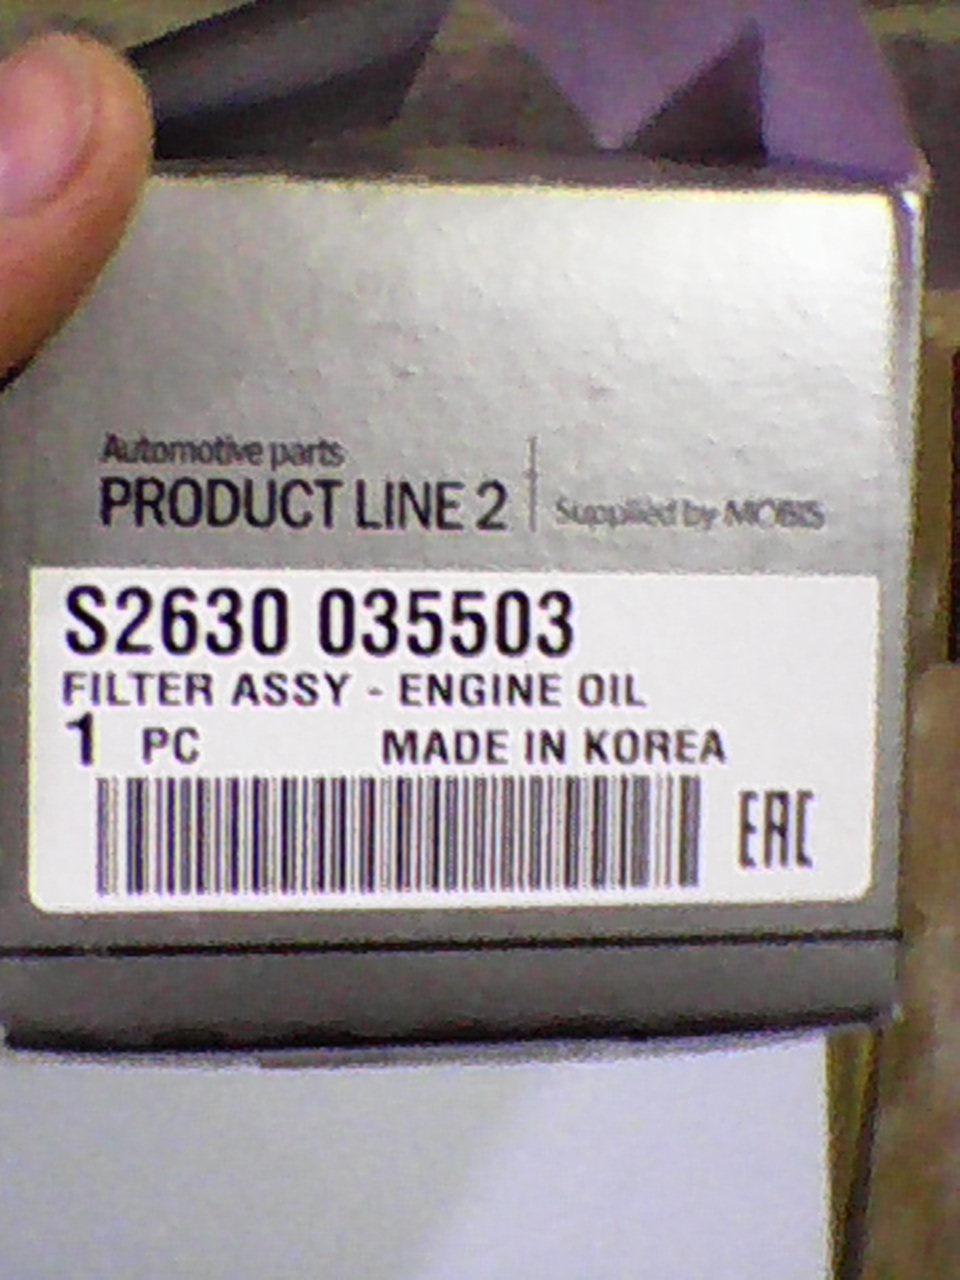 Automotive parts
PRODUCT LINE 2
Supplied by MOBIS
S2630 035503
FILTER ASSY - ENGINE OIL
1 PC MADE IN KOREA
EAC